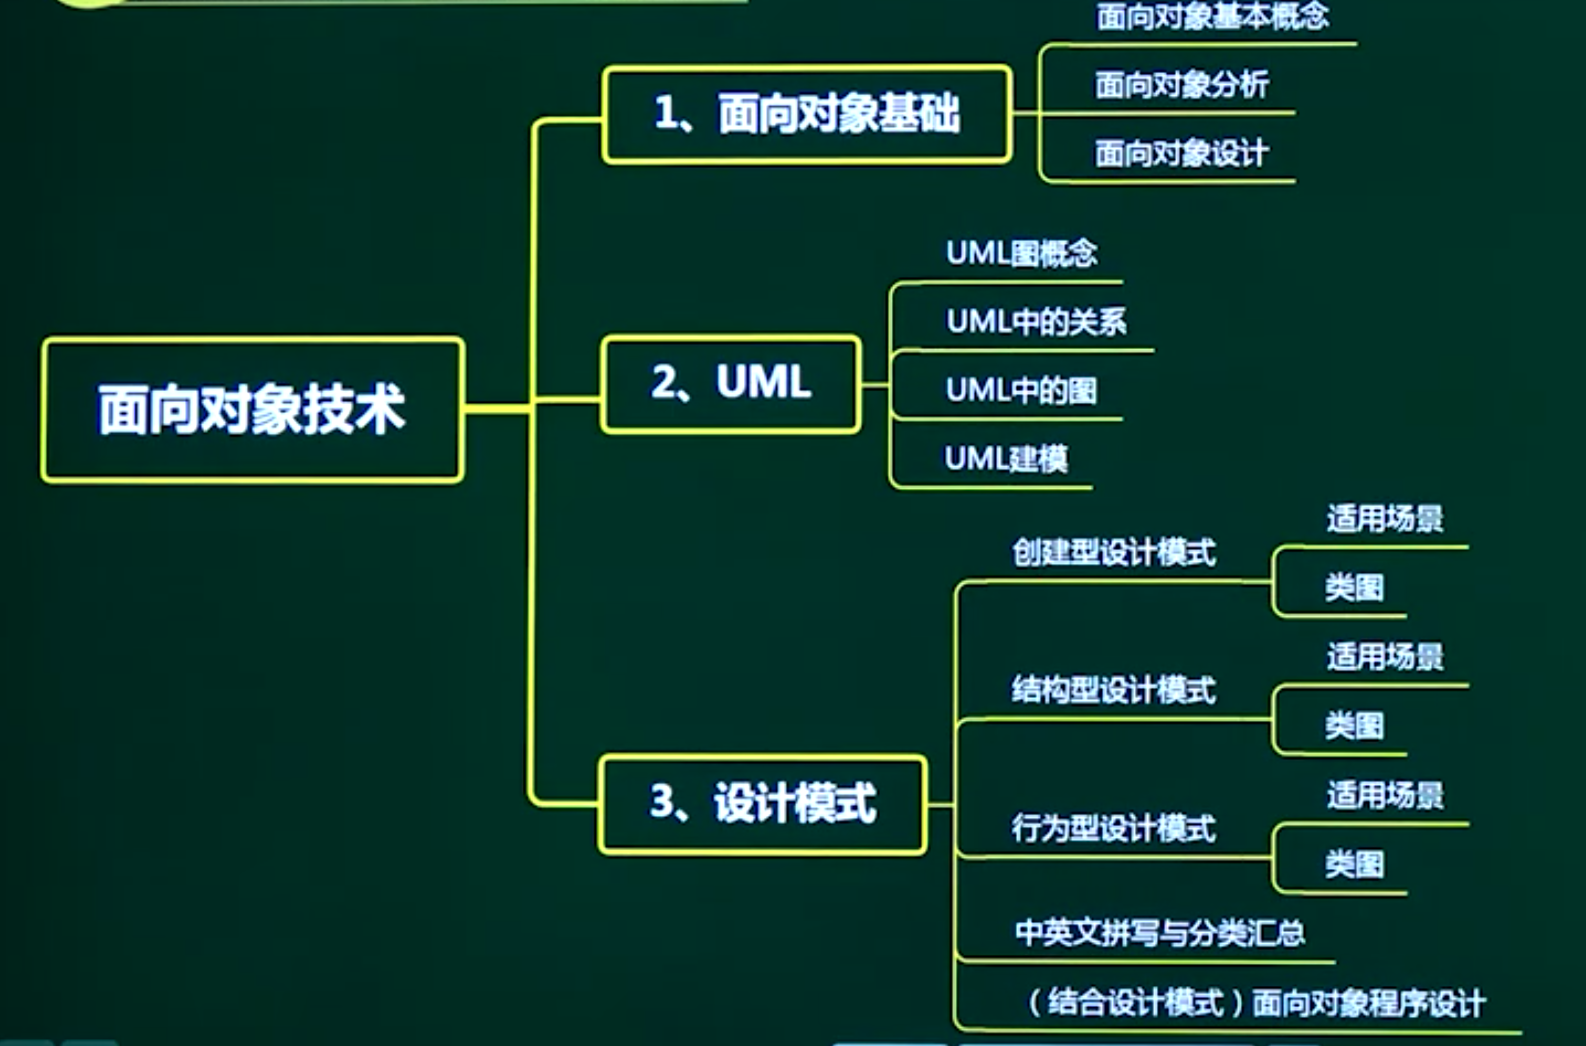 面向对象技术
1、面向对象基础
面向对象基本概念
面向对象分析
面向对象设计
2、UML
UML图概念
UML中的关系
UML中的图
UML建模
3、设计模式
创建型设计模式
适用场景
类图
结构型设计模式
适用场景
类图
行为型设计模式
适用场景
类图
中英文拼写与分类汇总
（结合设计模式）面向对象程序设计